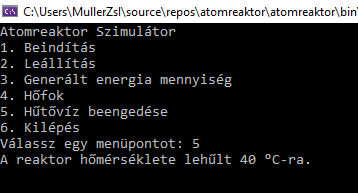 C:\Users\MullerZsl\source\repos\atomreaktor\atomreaktor\bin\
Atomreaktor Szimulátor
1. Beindítás
2. Leállítás
3. Generált energia mennyiség
4. Hőfok
5. Hűtővíz beengedése
6. Kilépés
Válassz egy menüpontot: 5
A reaktor hőmérséklete lehűlt 40 °C-ra.